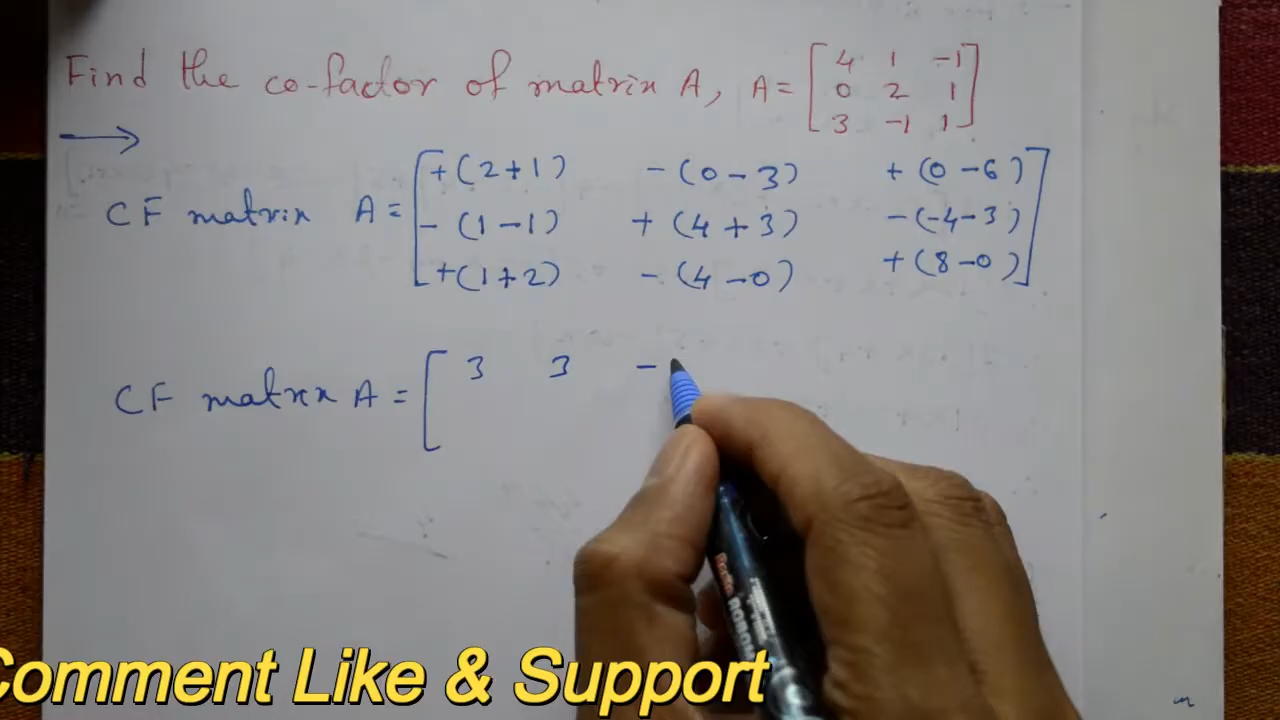 Find the co-factor of matrix A, A = [ 4 1 -1
0 2 1
3 -1 1 ]
CF matrix A = [ +(2+1) -(0-3) +(0-6)
-(1-1) +(4+3) -(-4-3)
+(1+2) -(4-0) +(8-0) ]
CF matrix A = [ 3 3 -
Comment Like & Support